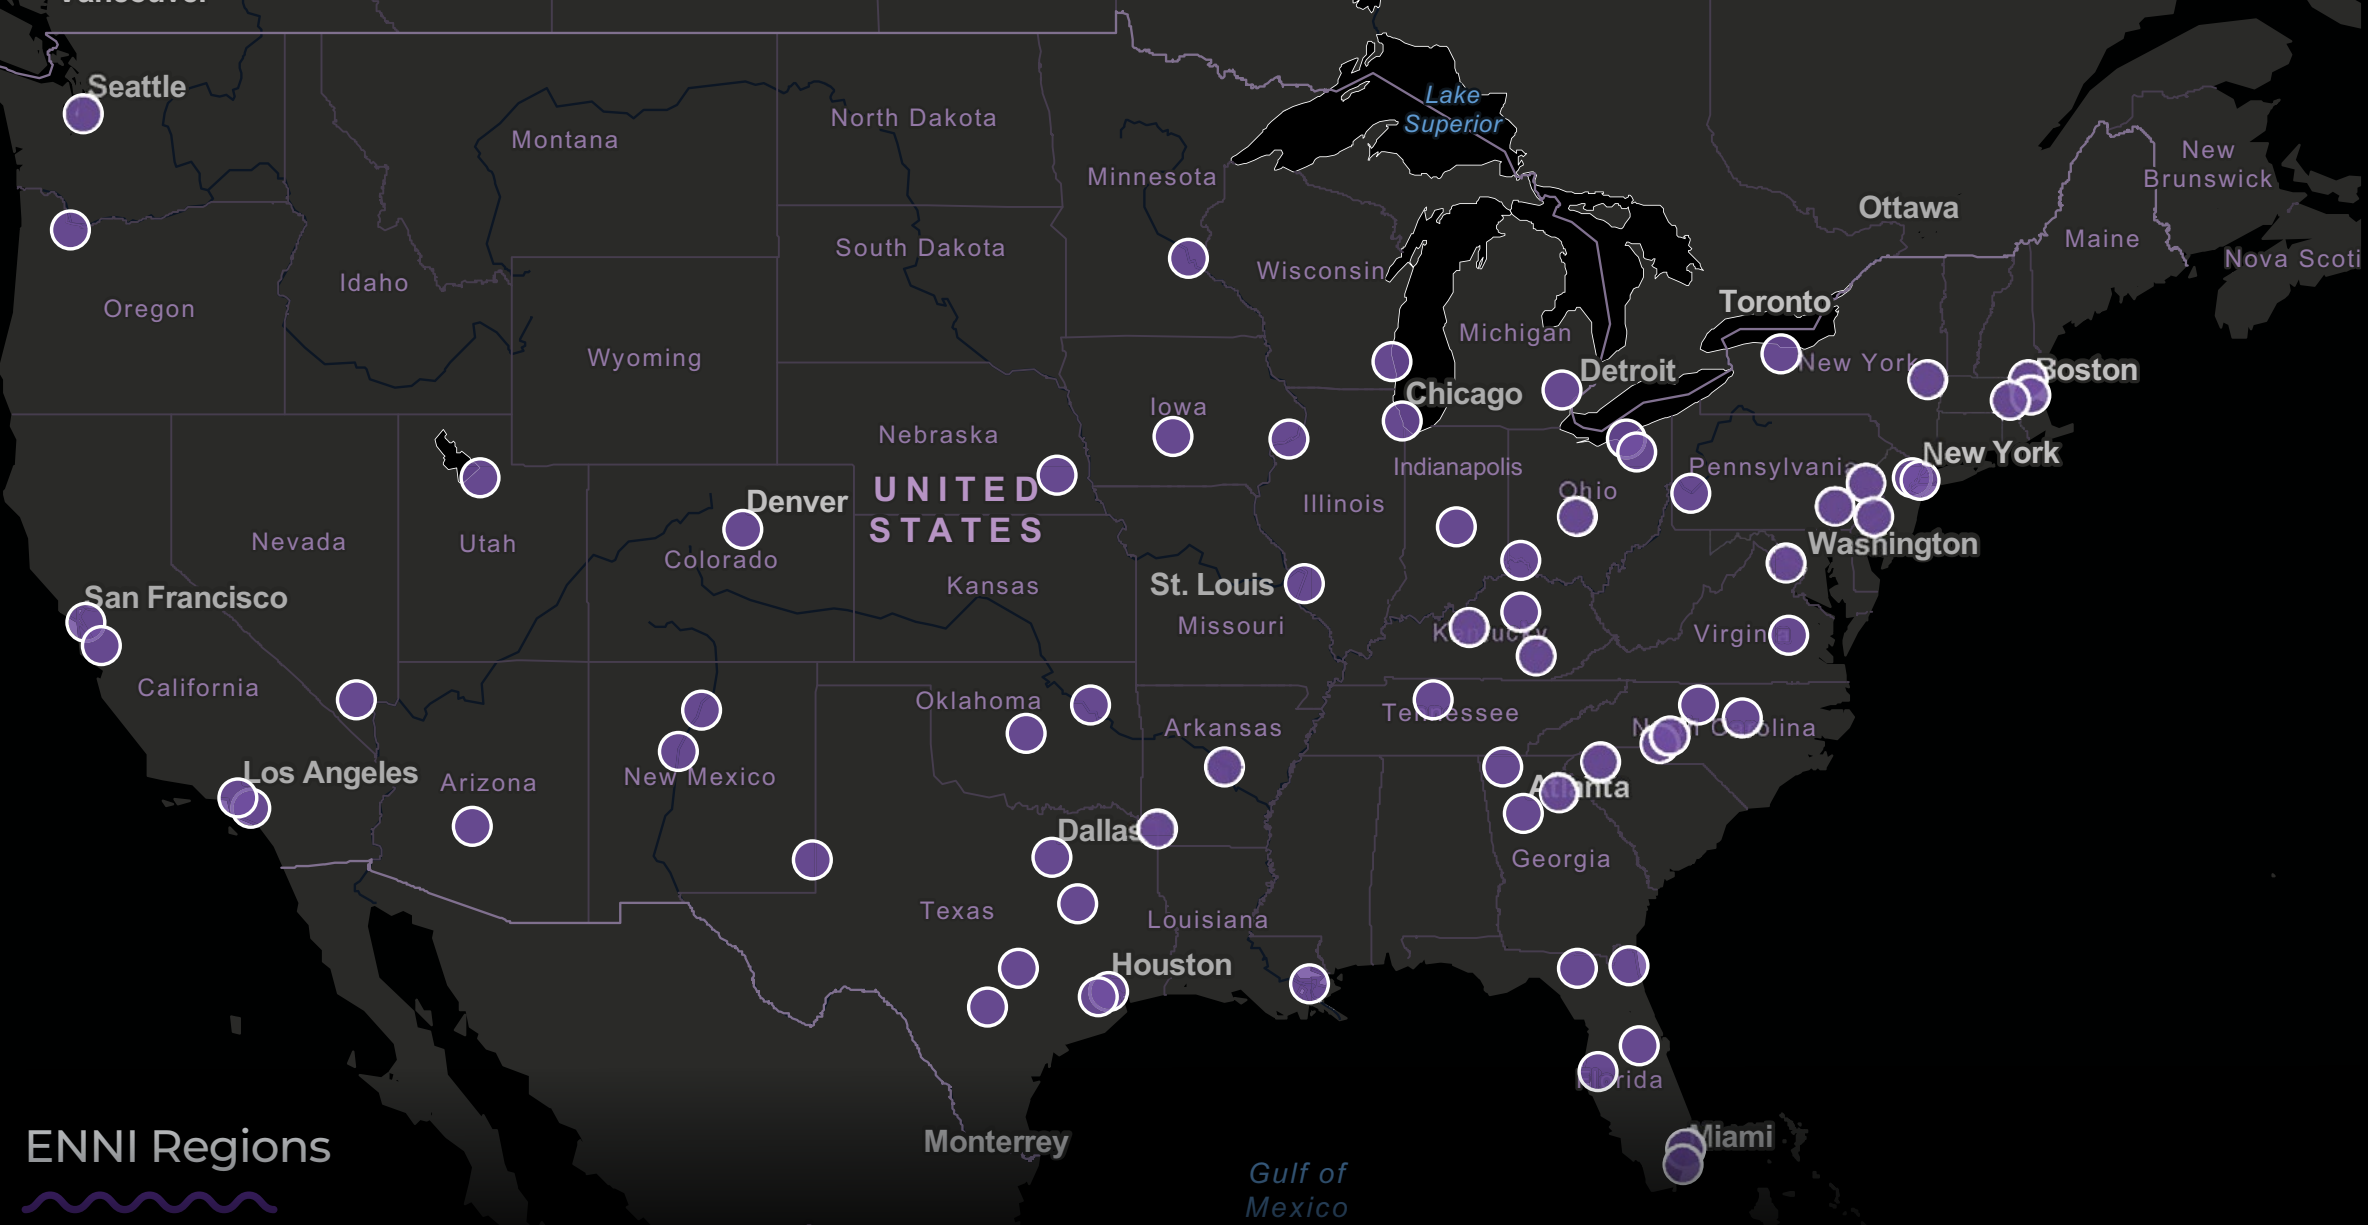 Vancouver
Seattle
Montana
North Dakota
Minnesota
Lake
Superior
New
Brunswick
Ottawa
Maine
Nova Scoti
South Dakota
Wisconsin
Idaho
Oregon
Toronto
Michigan
New York
Wyoming
Detroit
Boston
Chicago
Iowa
Nebraska
New York
Indianapolis
Pennsylvania
UNITED
STATES
Ohio
Illinois
Denver
Nevada
Utah
Colorado
Washington
Kansas
St. Louis
San Francisco
Missouri
Kentucky
Virginia
California
Oklahoma
Tennessee
Arkansas
North Carolina
Los Angeles
Arizona
New Mexico
Atlanta
Dallas
Georgia
Texas
Louisiana
Houston
Florida
Miami
Monterrey
ENNI Regions
Gulf of
Mexico